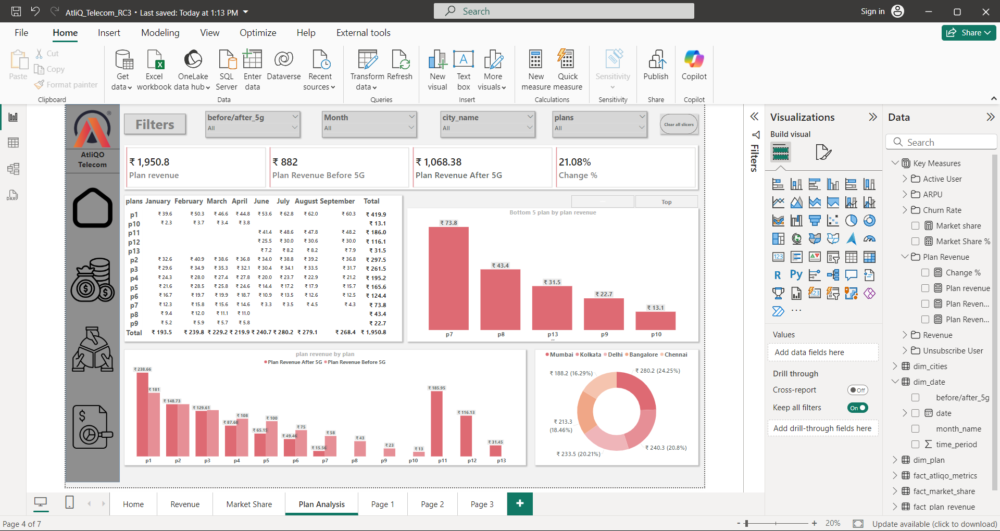 AtliQ_Telecom_RC3 • Last saved: Today at 1:13 PM
Search
Sign in
File Home Insert Modeling View Optimize Help External tools
Share
Paste
Cut
Copy
Format painter
Clipboard
Get data
Excel workbook
OneLake data hub
SQL Server
Enter data
Dataverse
Recent sources
Data
Transform data
Refresh
Queries
New visual
Text box
More visuals
Insert
New measure
Quick measure
Calculations
Sensitivity
Sensitivity
Publish
Share
Copilot
Copilot
AtliQO
Telecom
Filters
before/after_5g
All
Month
All
city_name
All
plans
All
Clear all slicers
₹ 1,950.8
Plan revenue
₹ 882
Plan Revenue Before 5G
₹ 1,068.38
Plan Revenue After 5G
21.08%
Change %
plans January February March April June July August September Total
p1 ₹ 39.6 ₹ 50.3 ₹ 46.6 ₹ 44.8 ₹ 53.6 ₹ 62.8 ₹ 62.0 ₹ 60.3 ₹ 419.9
p10 ₹ 2.3 ₹ 3.7 ₹ 3.4 ₹ 3.8 ₹ 13.1
p11 ₹ 41.4 ₹ 48.6 ₹ 47.8 ₹ 48.2 ₹ 186.0
p12 ₹ 25.5 ₹ 30.0 ₹ 30.6 ₹ 30.0 ₹ 116.1
p13 ₹ 7.2 ₹ 8.2 ₹ 8.2 ₹ 7.9 ₹ 31.5
p2 ₹ 32.6 ₹ 40.9 ₹ 38.6 ₹ 36.8 ₹ 34.0 ₹ 38.8 ₹ 39.2 ₹ 36.8 ₹ 297.5
p3 ₹ 29.6 ₹ 34.9 ₹ 35.3 ₹ 32.1 ₹ 30.4 ₹ 34.1 ₹ 33.5 ₹ 31.7 ₹ 261.5
p4 ₹ 24.3 ₹ 28.0 ₹ 27.4 ₹ 27.8 ₹ 20.0 ₹ 23.7 ₹ 22.9 ₹ 21.2 ₹ 195.2
p5 ₹ 21.6 ₹ 28.5 ₹ 25.8 ₹ 24.6 ₹ 14.4 ₹ 17.2 ₹ 17.9 ₹ 15.7 ₹ 165.6
p6 ₹ 16.7 ₹ 19.7 ₹ 19.9 ₹ 18.7 ₹ 10.9 ₹ 13.5 ₹ 12.6 ₹ 12.5 ₹ 124.4
p7 ₹ 12.3 ₹ 15.8 ₹ 15.6 ₹ 14.6 ₹ 3.3 ₹ 3.5 ₹ 4.5 ₹ 4.3 ₹ 73.8
p8 ₹ 9.4 ₹ 12.0 ₹ 11.1 ₹ 11.0 ₹ 43.4
p9 ₹ 5.2 ₹ 5.9 ₹ 5.7 ₹ 5.8 ₹ 22.7
Total ₹ 193.5 ₹ 239.8 ₹ 229.2 ₹ 219.9 ₹ 240.7 ₹ 280.2 ₹ 279.1 ₹ 268.4 ₹ 1,950.8
Top
Bottom 5 plan by plan revenue
₹ 73.8 ₹ 43.4 ₹ 31.5 ₹ 22.7 ₹ 13.1
p7 p8 p13 p9 p10
plan revenue by plan
Plan Revenue After 5G Plan Revenue Before 5G
₹ 238.66 ₹ 181 ₹ 148.73 ₹ 129.61 ₹ 87.68 ₹ 108 ₹ 65.15 ₹ 100 ₹ 49.46 ₹ 75 ₹ 15.56 ₹ 58 ₹ 43 ₹ 23 ₹ 13 ₹ 185.95 ₹ 116.13 ₹ 31.45
p1 p2 p3 p4 p5 p6 p7 p8 p9 p10 p11 p12 p13
Mumbai Kolkata Delhi Bangalore Chennai
₹ 188.2 (16.29%)
₹ 280.2 (24.25%)
₹ 213.3
(18.46%)
₹ 240.3 (20.8%)
₹ 233.5 (20.21%)
Filters
Visualizations
Build visual
Values
Add data fields here
Drill through
Cross-report
Off
Keep all filters
On
Add drill-through fields here
Data
Search
Key Measures
Active User
ARPU
Churn Rate
Market share
Market Share %
Plan Revenue
Change %
Plan revenue
Plan Reven...
Plan Reven...
Revenue
Unsubscribe User
dim_cities
dim_date
before/after_5g
date
month_name
time_period
dim_plan
fact_atliqo_metrics
fact_market_share
fact_plan_revenue
Home Revenue Market Share Plan Analysis Page 1 Page 2 Page 3
Page 4 of 7
20%
Update available (click to download)